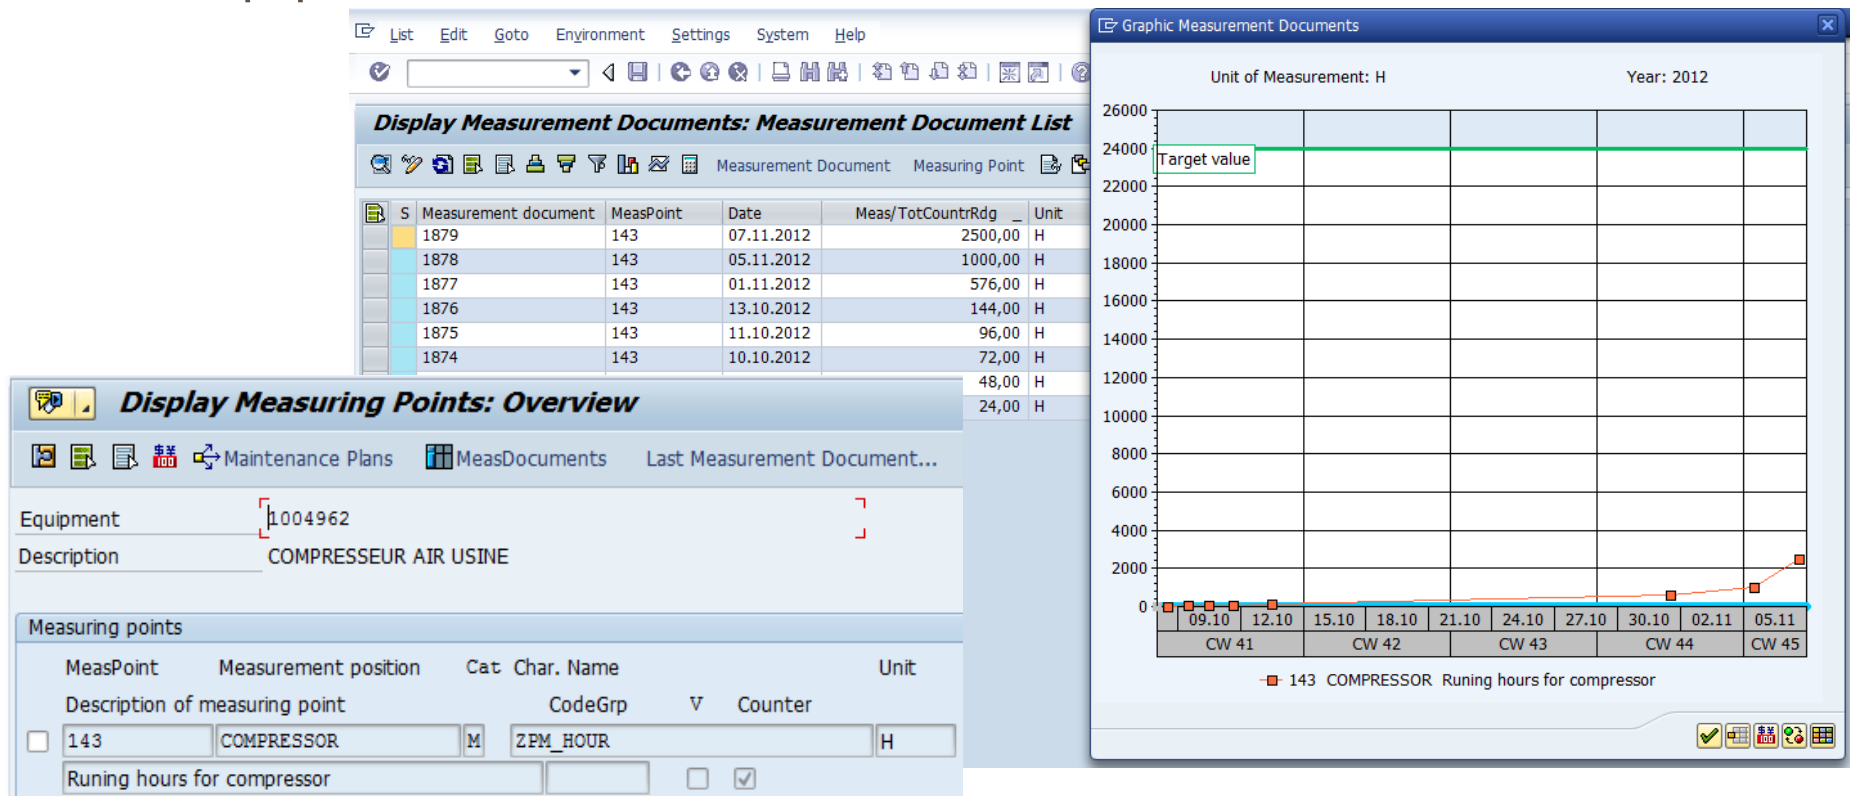 List Edit Goto Environment Settings System Help
Display Measurement Documents: Measurement Document List
Measurement Document Measuring Point
S Measurement document MeasPoint Date Meas/TotCountrRdg _ Unit
1879 143 07.11.2012 2500,00 H
1878 143 05.11.2012 1000,00 H
1877 143 01.11.2012 576,00 H
1876 143 13.10.2012 144,00 H
1875 143 11.10.2012 96,00 H
1874 143 10.10.2012 72,00 H
48,00 H
24,00 H
Display Measuring Points: Overview
Maintenance Plans MeasDocuments Last Measurement Document...
Equipment 1004962
Description COMPRESSEUR AIR USINE
Measuring points
MeasPoint Measurement position Cat Char. Name Unit
Description of measuring point CodeGrp V Counter
143 COMPRESSOR M ZPM_HOUR H
Runing hours for compressor
Graphic Measurement Documents
Unit of Measurement: H Year: 2012
26000
24000
Target value
22000
20000
18000
16000
14000
12000
10000
8000
6000
4000
2000
0
09.10 12.10 15.10 18.10 21.10 24.10 27.10 30.10 02.11 05.11
CW 41 CW 42 CW 43 CW 44 CW 45
143 COMPRESSOR Runing hours for compressor